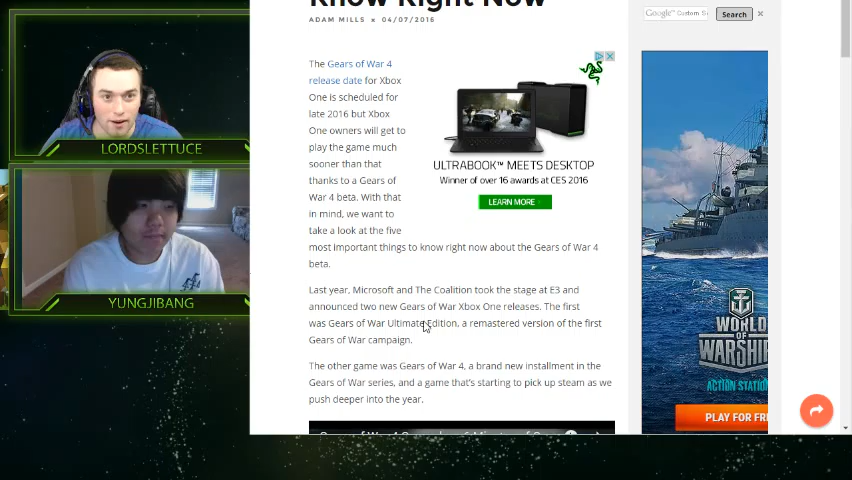 Know Right Now
ADAM MILLS × 04/07/2016
The Gears of War 4
release date for Xbox
One is scheduled for
late 2016 but Xbox
One owners will get to
play the game much
sooner than that
thanks to a Gears of
War 4 beta. With that
in mind, we want to
take a look at the five
most important things to know right now about the Gears of War 4
beta.
Last year, Microsoft and The Coalition took the stage at E3 and
announced two new Gears of War Xbox One releases. The first
was Gears of War Ultimate Edition, a remastered version of the first
Gears of War campaign.
The other game was Gears of War 4, a brand new installment in the
Gears of War series, and a game that's starting to pick up steam as we
push deeper into the year.
ULTRABOOK™ MEETS DESKTOP
Winner of over 16 awards at CES 2016
LEARN MORE
Google™ Custom S
Search
WORLD
WARSHIP
ACTION STATIO
PLAY FOR FR
LORDSLETTUCE
YUNGJIBANG